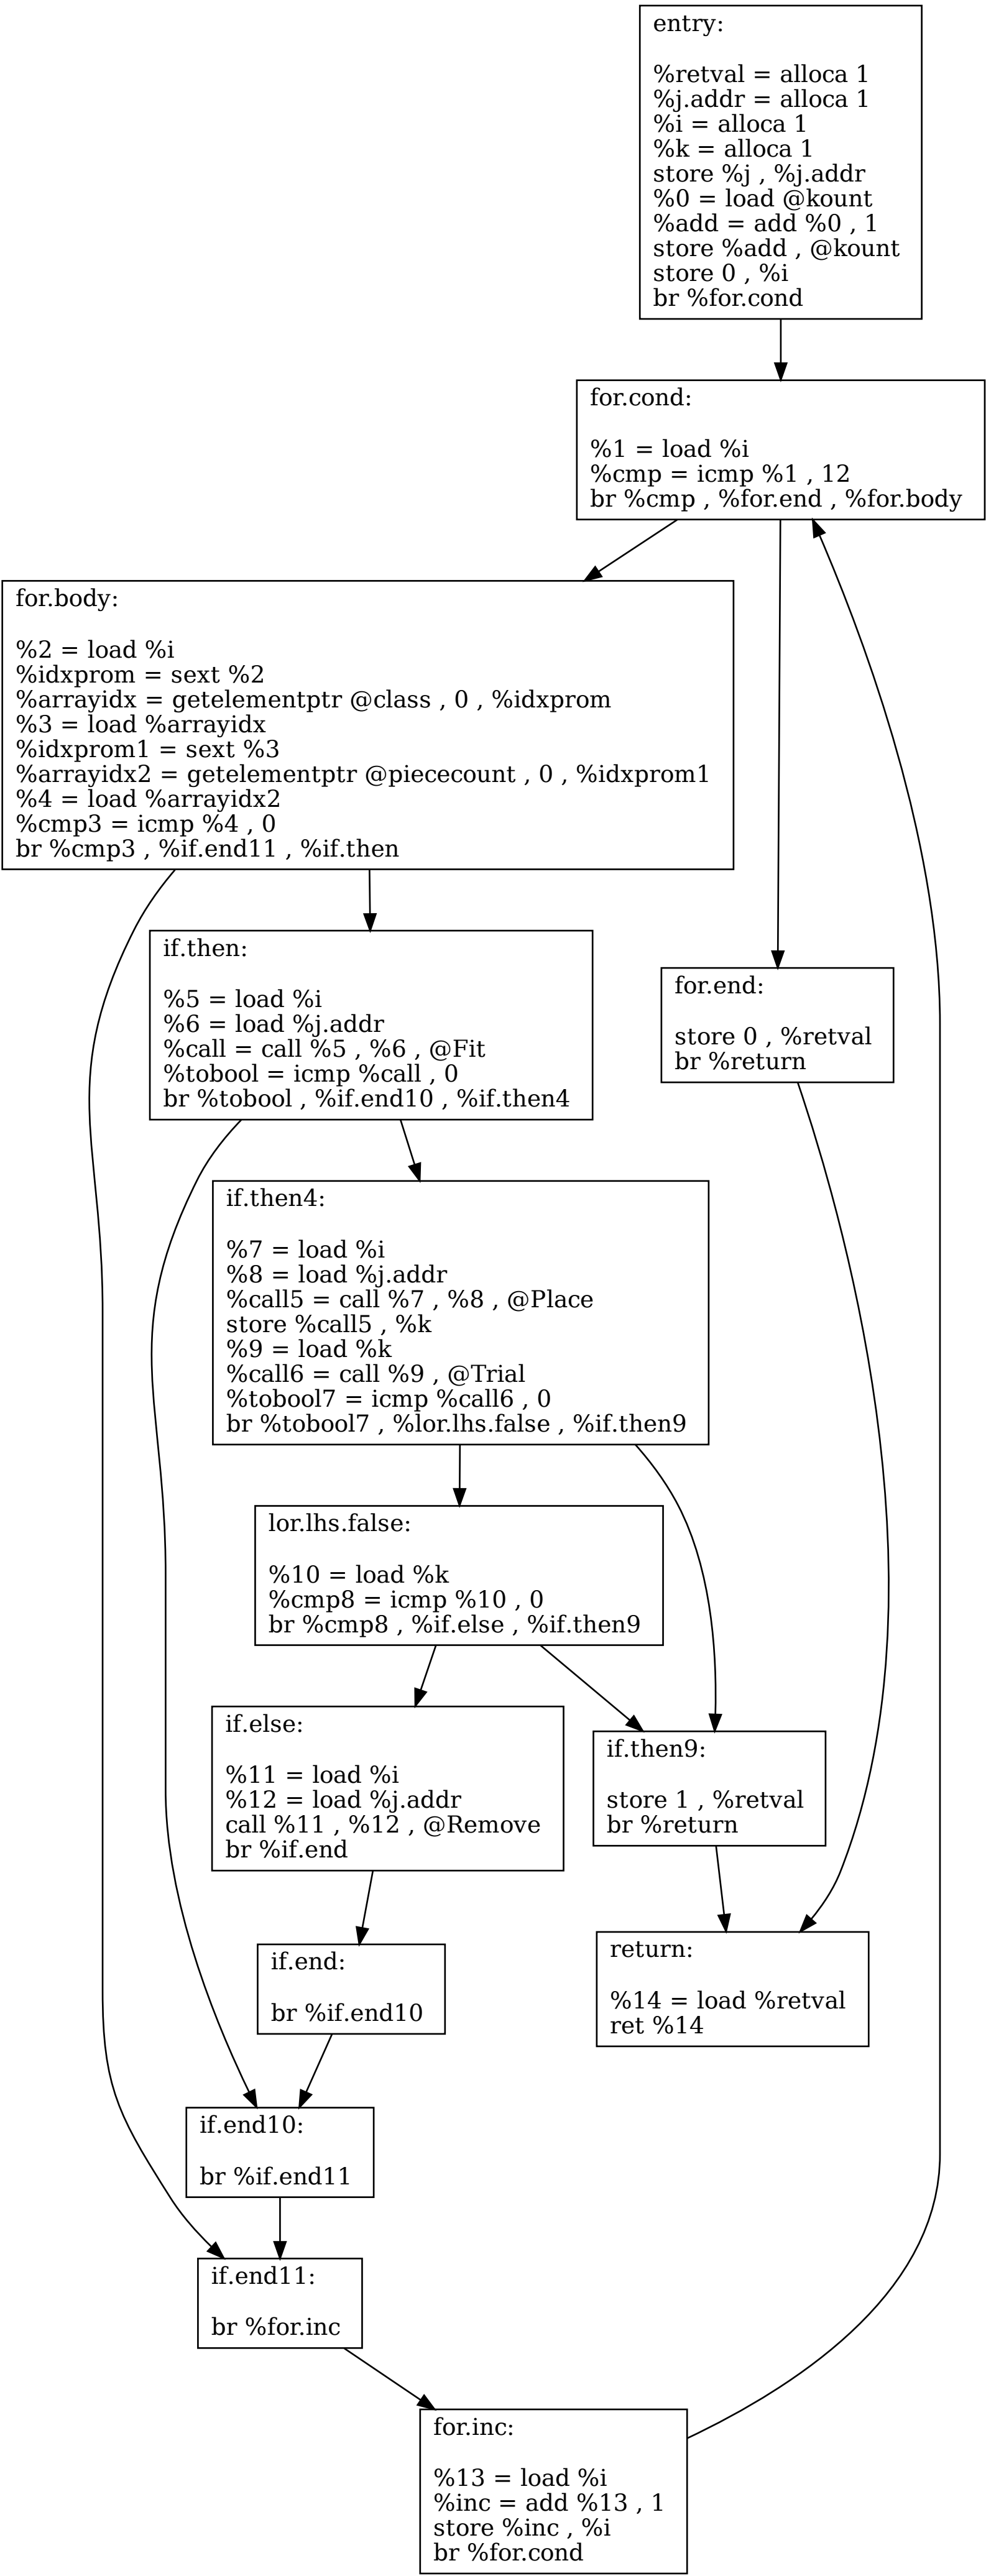 entry:
%retval = alloca 1
%j.addr = alloca 1
%i = alloca 1
%k = alloca 1
store %j , %j.addr
%0 = load @kount
%add = add %0 , 1
store %add , @kount
store 0 , %i
br %for.cond
for.cond:
%1 = load %i
%cmp = icmp %1 , 12
br %cmp , %for.end , %for.body
for.body:
%2 = load %i
%idxprom = sext %2
%arrayidx = getelementptr @class , 0 , %idxprom
%3 = load %arrayidx
%idxprom1 = sext %3
%arrayidx2 = getelementptr @piececount , 0 , %idxprom1
%4 = load %arrayidx2
%cmp3 = icmp %4 , 0
br %cmp3 , %if.end11 , %if.then
if.then:
%5 = load %i
%6 = load %j.addr
%call = call %5 , %6 , @Fit
%tobool = icmp %call , 0
br %tobool , %if.end10 , %if.then4
for.end:
store 0 , %retval
br %return
if.then4:
%7 = load %i
%8 = load %j.addr
%call5 = call %7 , %8 , @Place
store %call5 , %k
%9 = load %k
%call6 = call %9 , @Trial
%tobool7 = icmp %call6 , 0
br %tobool7 , %lor.lhs.false , %if.then9
lor.lhs.false:
%10 = load %k
%cmp8 = icmp %10 , 0
br %cmp8 , %if.else , %if.then9
if.else:
%11 = load %i
%12 = load %j.addr
call %11 , %12 , @Remove
br %if.end
if.then9:
store 1 , %retval
br %return
if.end:
br %if.end10
return:
%14 = load %retval
ret %14
if.end10:
br %if.end11
if.end11:
br %for.inc
for.inc:
%13 = load %i
%inc = add %13 , 1
store %inc , %i
br %for.cond